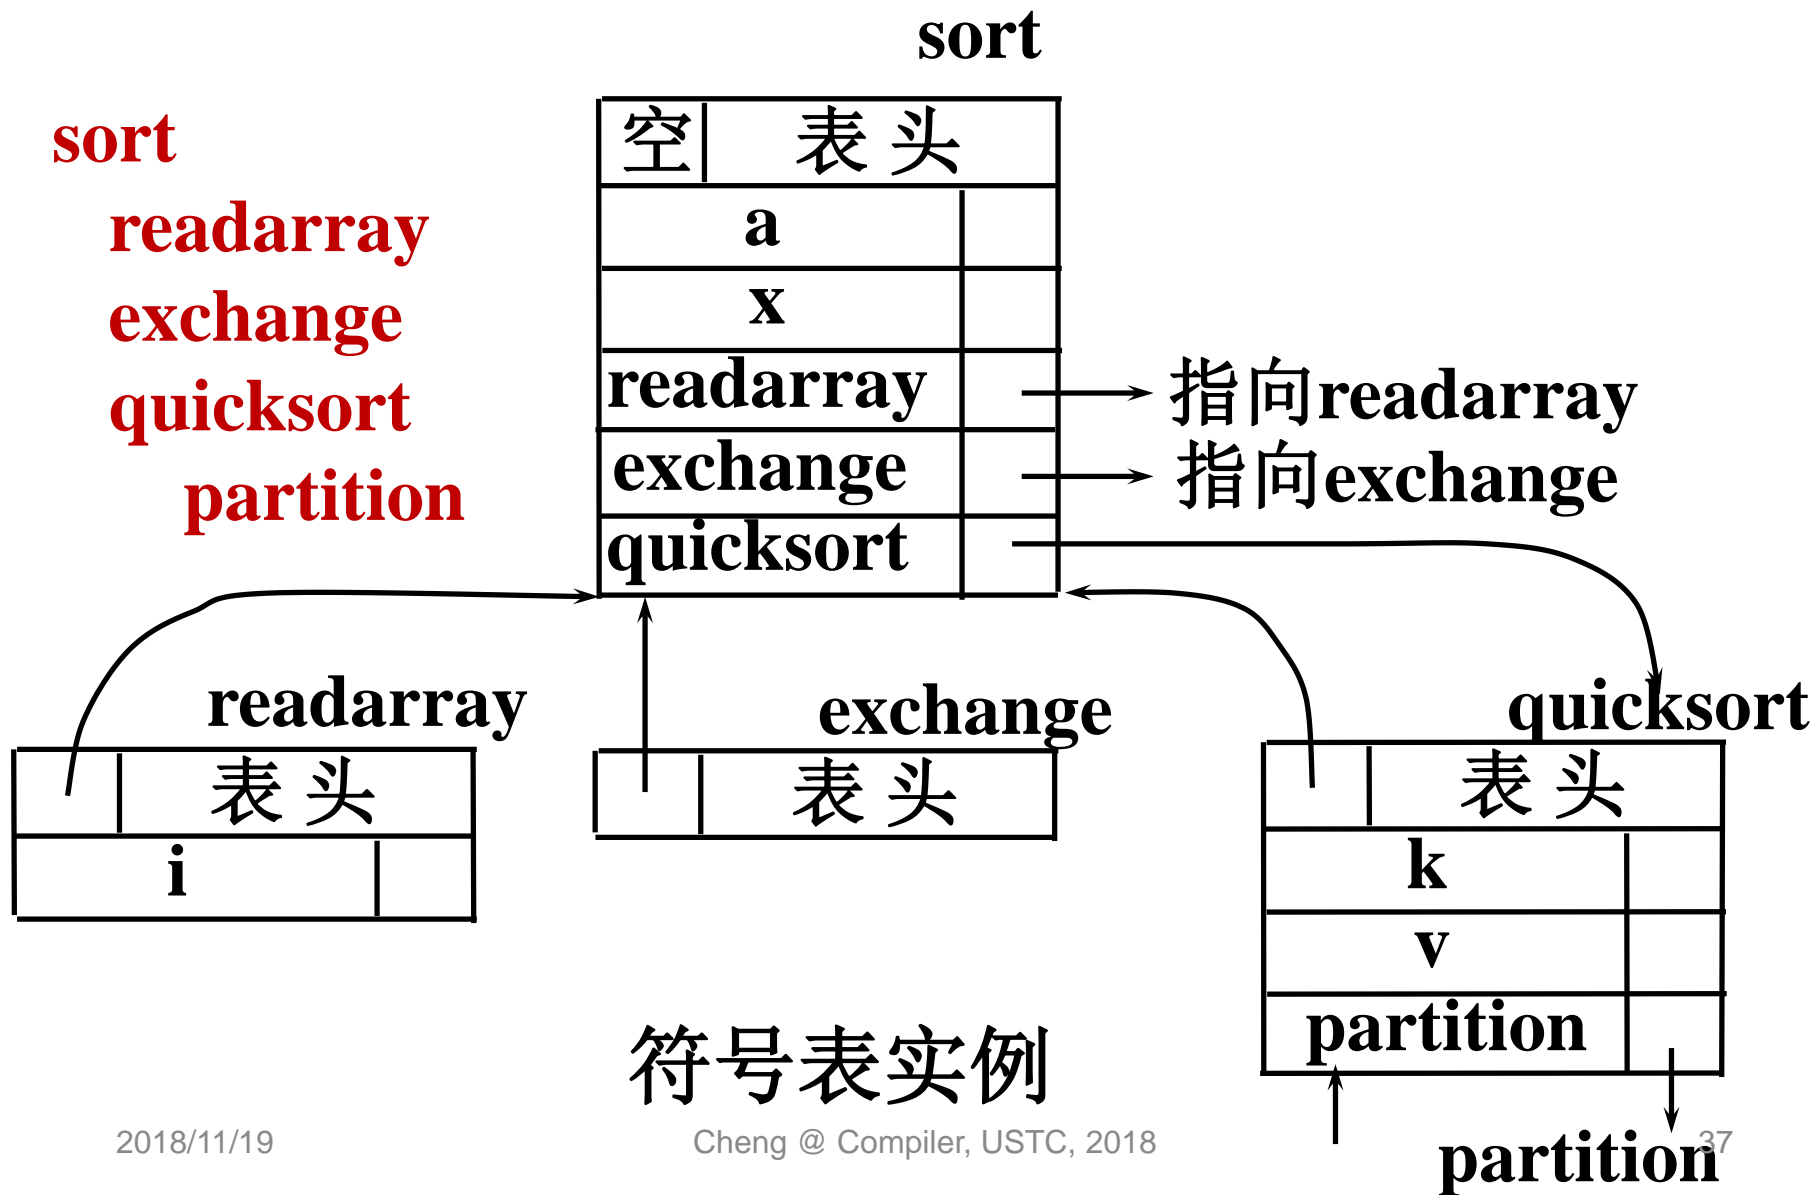 sort
sort
readarray
exchange
quicksort
partition
空 表 头
a
x
readarray
指向readarray
exchange
指向exchange
quicksort
readarray
表 头
i
exchange
表 头
quicksort
表 头
k
v
partition
partition
符号表实例
2018/11/19
Cheng @ Compiler, USTC, 2018
37